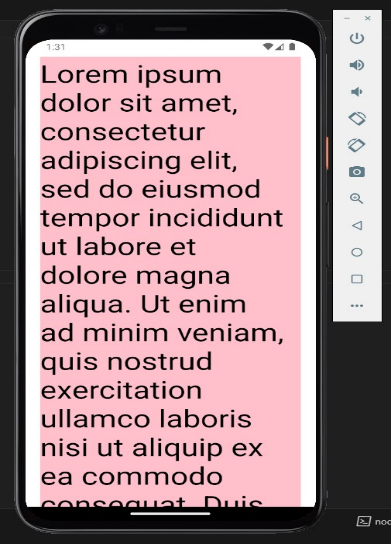 1:31
Lorem ipsum
dolor sit amet,
consectetur
adipiscing elit,
sed do eiusmod
tempor incididunt
ut labore et
dolore magna
aliqua. Ut enim
ad minim veniam,
quis nostrud
exercitation
ullamco laboris
nisi ut aliquip ex
ea commodo
consequat. Duis